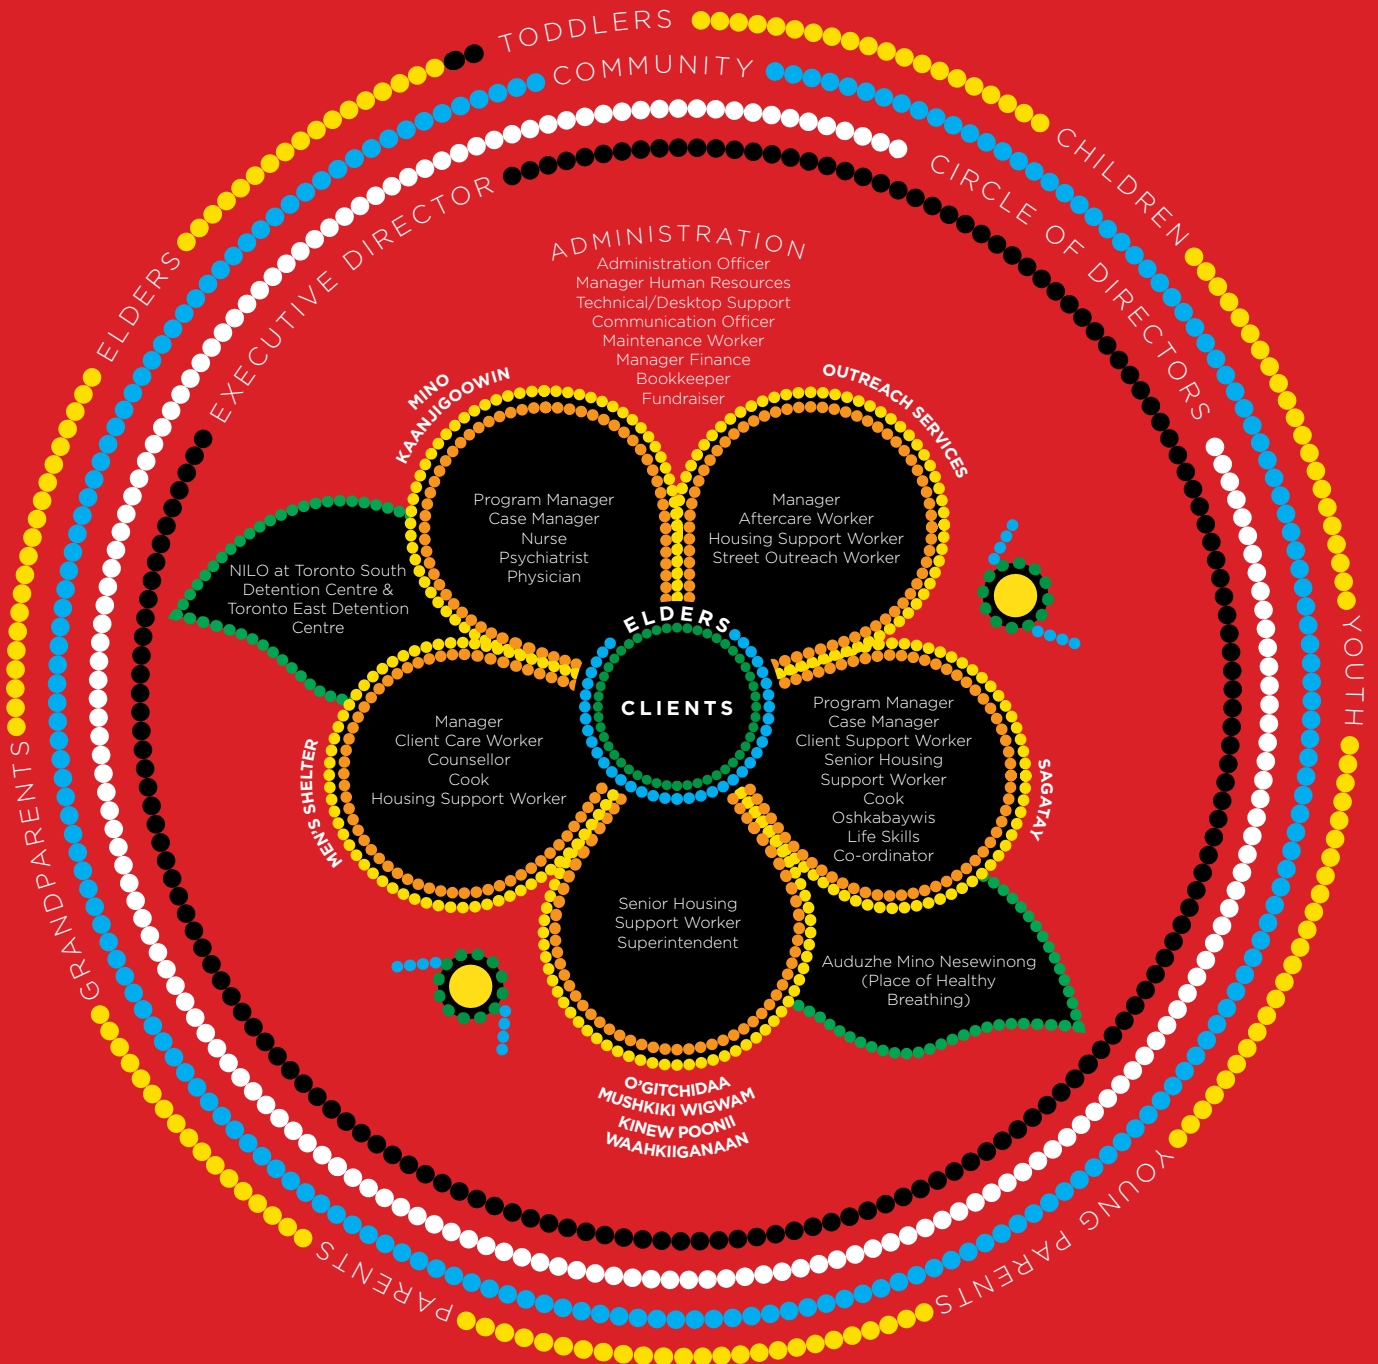 TODDLERS
COMMUNITY
CHILDREN
CIRCLE OF DIRECTORS
EXECUTIVE DIRECTOR
ELDERS
YOUTH
YOUNG PARENTS
PARENTS
GRANDPARENTS
ADMINISTRATION
Administration Officer
Manager Human Resources
Technical/Desktop Support
Communication Officer
Maintenance Worker
Manager Finance
Bookkeeper
Fundraiser
MINO
KAANJIGOOWIN
Program Manager
Case Manager
Nurse
Psychiatrist
Physician
OUTREACH SERVICES
Manager
Aftercare Worker
Housing Support Worker
Street Outreach Worker
NILO at Toronto South
Detention Centre &
Toronto East Detention
Centre
ELDERS
CLIENTS
MEN'S SHELTER
Manager
Client Care Worker
Counsellor
Cook
Housing Support Worker
SAGATAY
Program Manager
Case Manager
Client Support Worker
Senior Housing
Support Worker
Cook
Oshkabaywis
Life Skills
Co-ordinator
Senior Housing
Support Worker
Superintendent
Auduzhe Mino Nesewinong
(Place of Healthy
Breathing)
O'GITCHIDAA
MUSHKIKI WIGWAM
KINEW POONII
WAAHKIIGANAAN